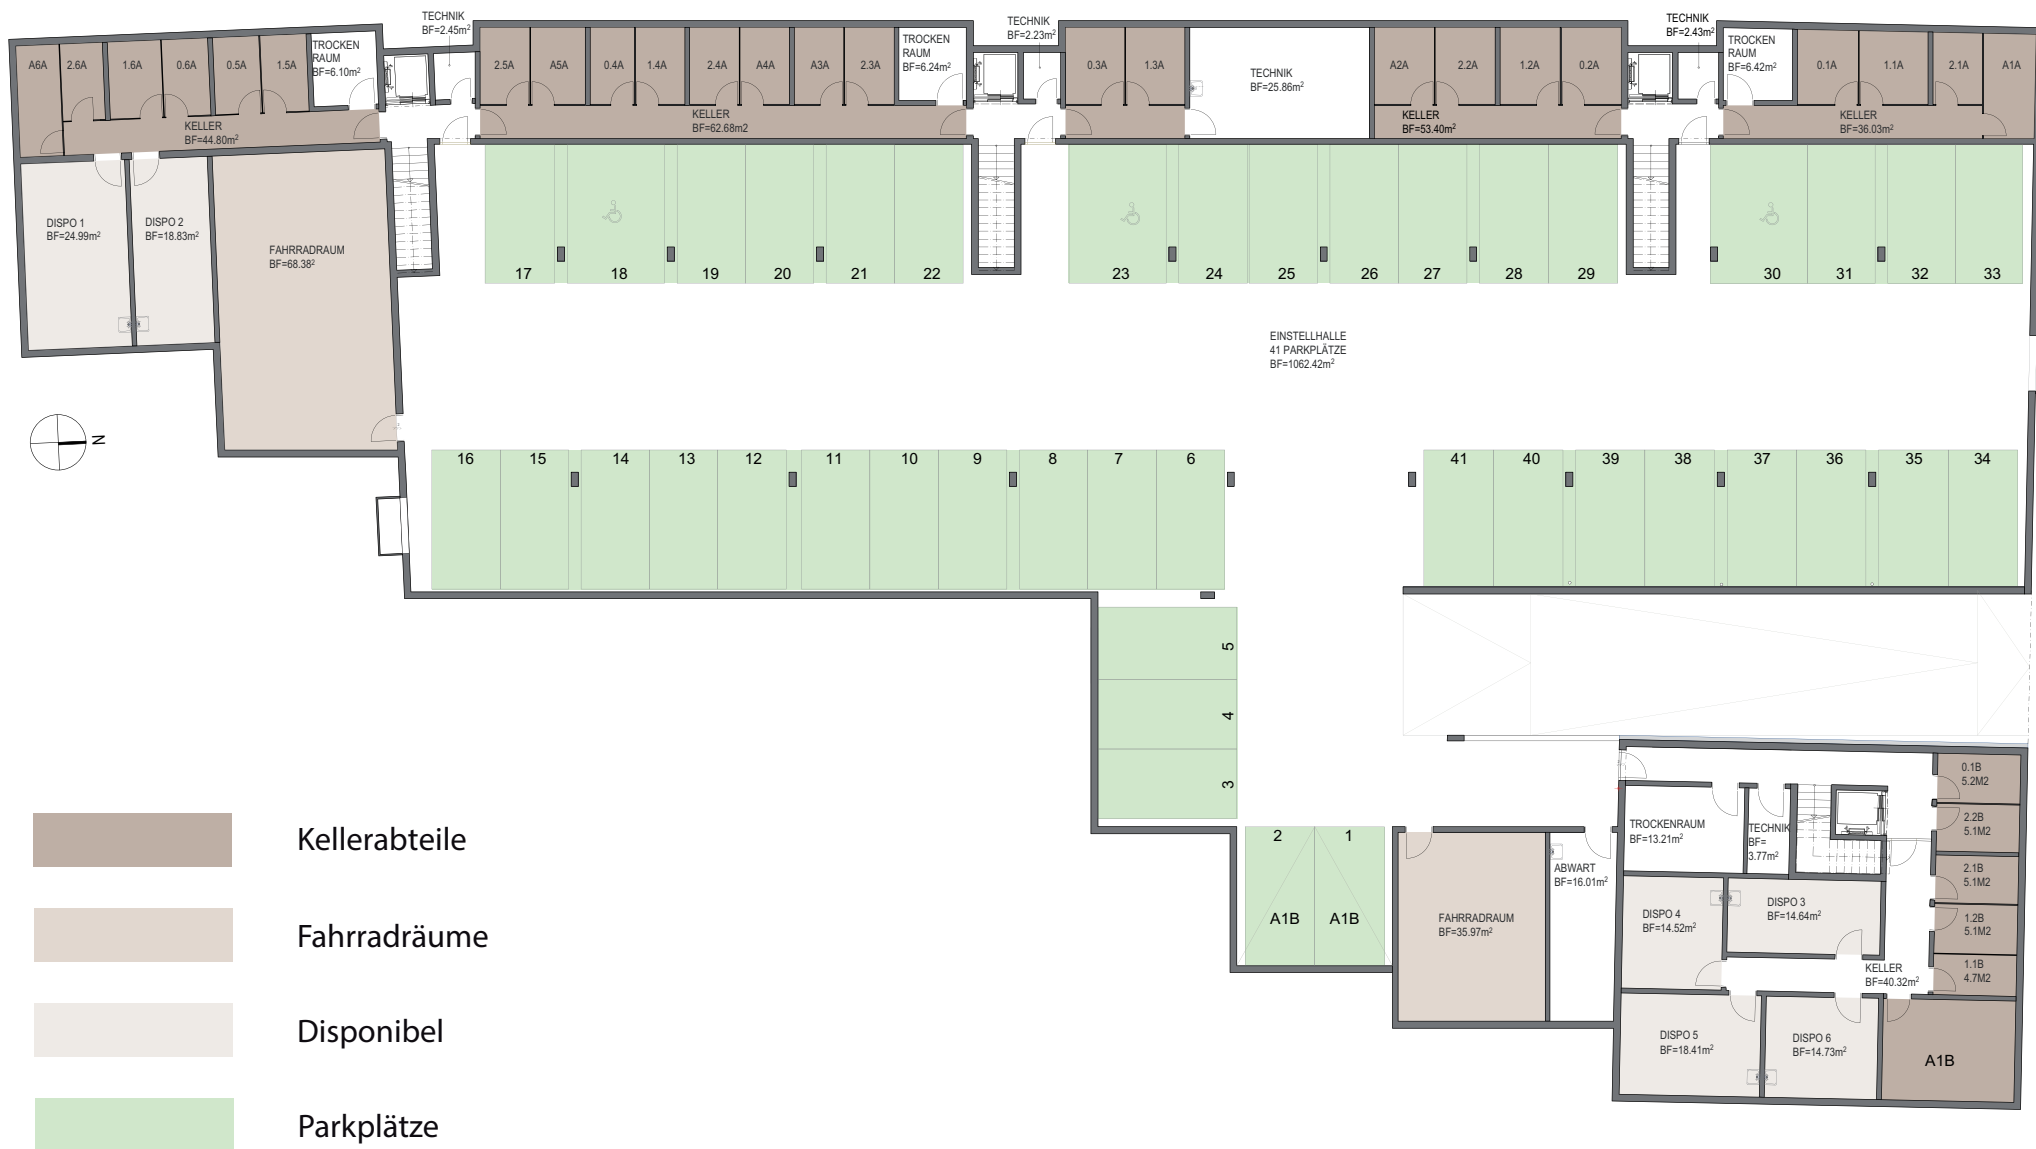 TECHNIK
BF=2.45m²
TECHNIK
BF=2.23m²
TECHNIK
BF=2.43m²
A6A
2.6A
1.6A
0.6A
0.5A
1.5A
TROCKEN
RAUM
BF=6.10m²
2.5A
A5A
0.4A
1.4A
2.4A
A4A
A3A
2.3A
TROCKEN
RAUM
BF=6.24m²
0.3A
1.3A
TECHNIK
BF=25.86m²
A2A
2.2A
1.2A
0.2A
TROCKEN
RAUM
BF=6.42m²
0.1A
1.1A
2.1A
A1A
KELLER
BF=44.80m²
KELLER
BF=62.68m2
KELLER
BF=53.40m²
KELLER
BF=36.03m²
DISPO 1
BF=24.99m²
DISPO 2
BF=18.83m²
FAHRRADRAUM
BF=68.38²
17
18
19
20
21
22
23
24
25
26
27
28
29
30
31
32
33
EINSTELLHALLE
41 PARKPLÄTZE
BF=1062.42m²
N
16
15
14
13
12
11
10
9
8
7
6
41
40
39
38
37
36
35
34
5
4
3
2
1
A1B
A1B
FAHRRADRAUM
BF=35.97m²
ABWART
BF=16.01m²
TROCKENRAUM
BF=13.21m²
TECHNIK
BF=
3.77m²
0.1B
5.2M2
2.2B
5.1M2
2.1B
5.1M2
1.2B
5.1M2
1.1B
4.7M2
DISPO 4
BF=14.52m²
DISPO 3
BF=14.64m²
KELLER
BF=40.32m²
DISPO 5
BF=18.41m²
DISPO 6
BF=14.73m²
A1B
Kellerabteile
Fahrradräume
Disponibel
Parkplätze